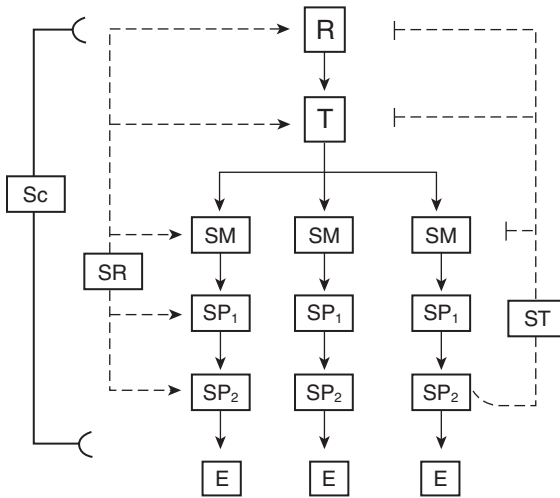 R
T
Sc
SM SM SM
SR
SP₁ SP₁ SP₁
ST
SP₂ SP₂ SP₂
E E E